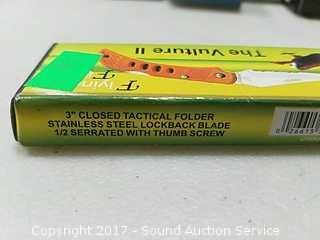 The Vulture II
3" CLOSED TACTICAL FOLDER
STAINLESS STEEL LOCKBACK BLADE
1/2 SERRATED WITH THUMB SCREW
Copyright 2017 - Sound Auction Service